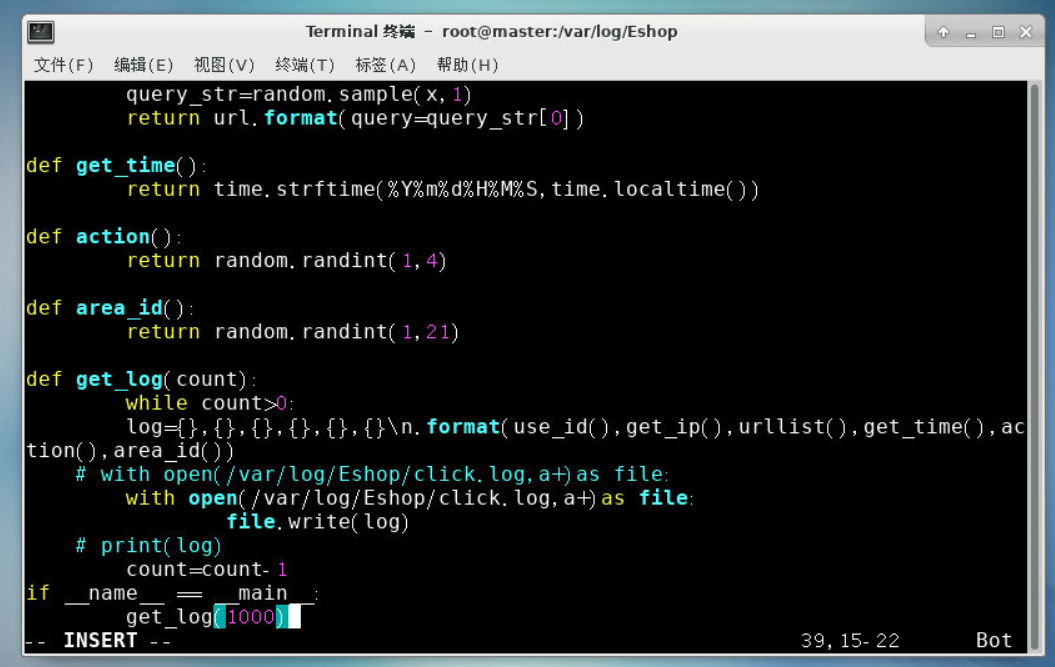 Terminal 终端 - root@master:/var/log/Eshop
文件(F) 编辑(E) 视图(V) 终端(T) 标签(A) 帮助(H)
        query_str=random.sample(x,1)
        return url.format(query=query_str[0])

def get_time():
        return time.strftime(%Y%m%d%H%M%S,time.localtime())

def action():
        return random.randint(1,4)

def area_id():
        return random.randint(1,21)

def get_log(count):
        while count>0:
        log={},{},{},{},{},{}\n.format(use_id(),get_ip(),urllist(),get_time(),ac
tion(),area_id())
    # with open(/var/log/Eshop/click.log,a+)as file:
        with open(/var/log/Eshop/click.log,a+)as file:
                file.write(log)
    # print(log)
        count=count-1
if __name__ == __main__:
        get_log(1000)
-- INSERT -- 39,15-22 Bot